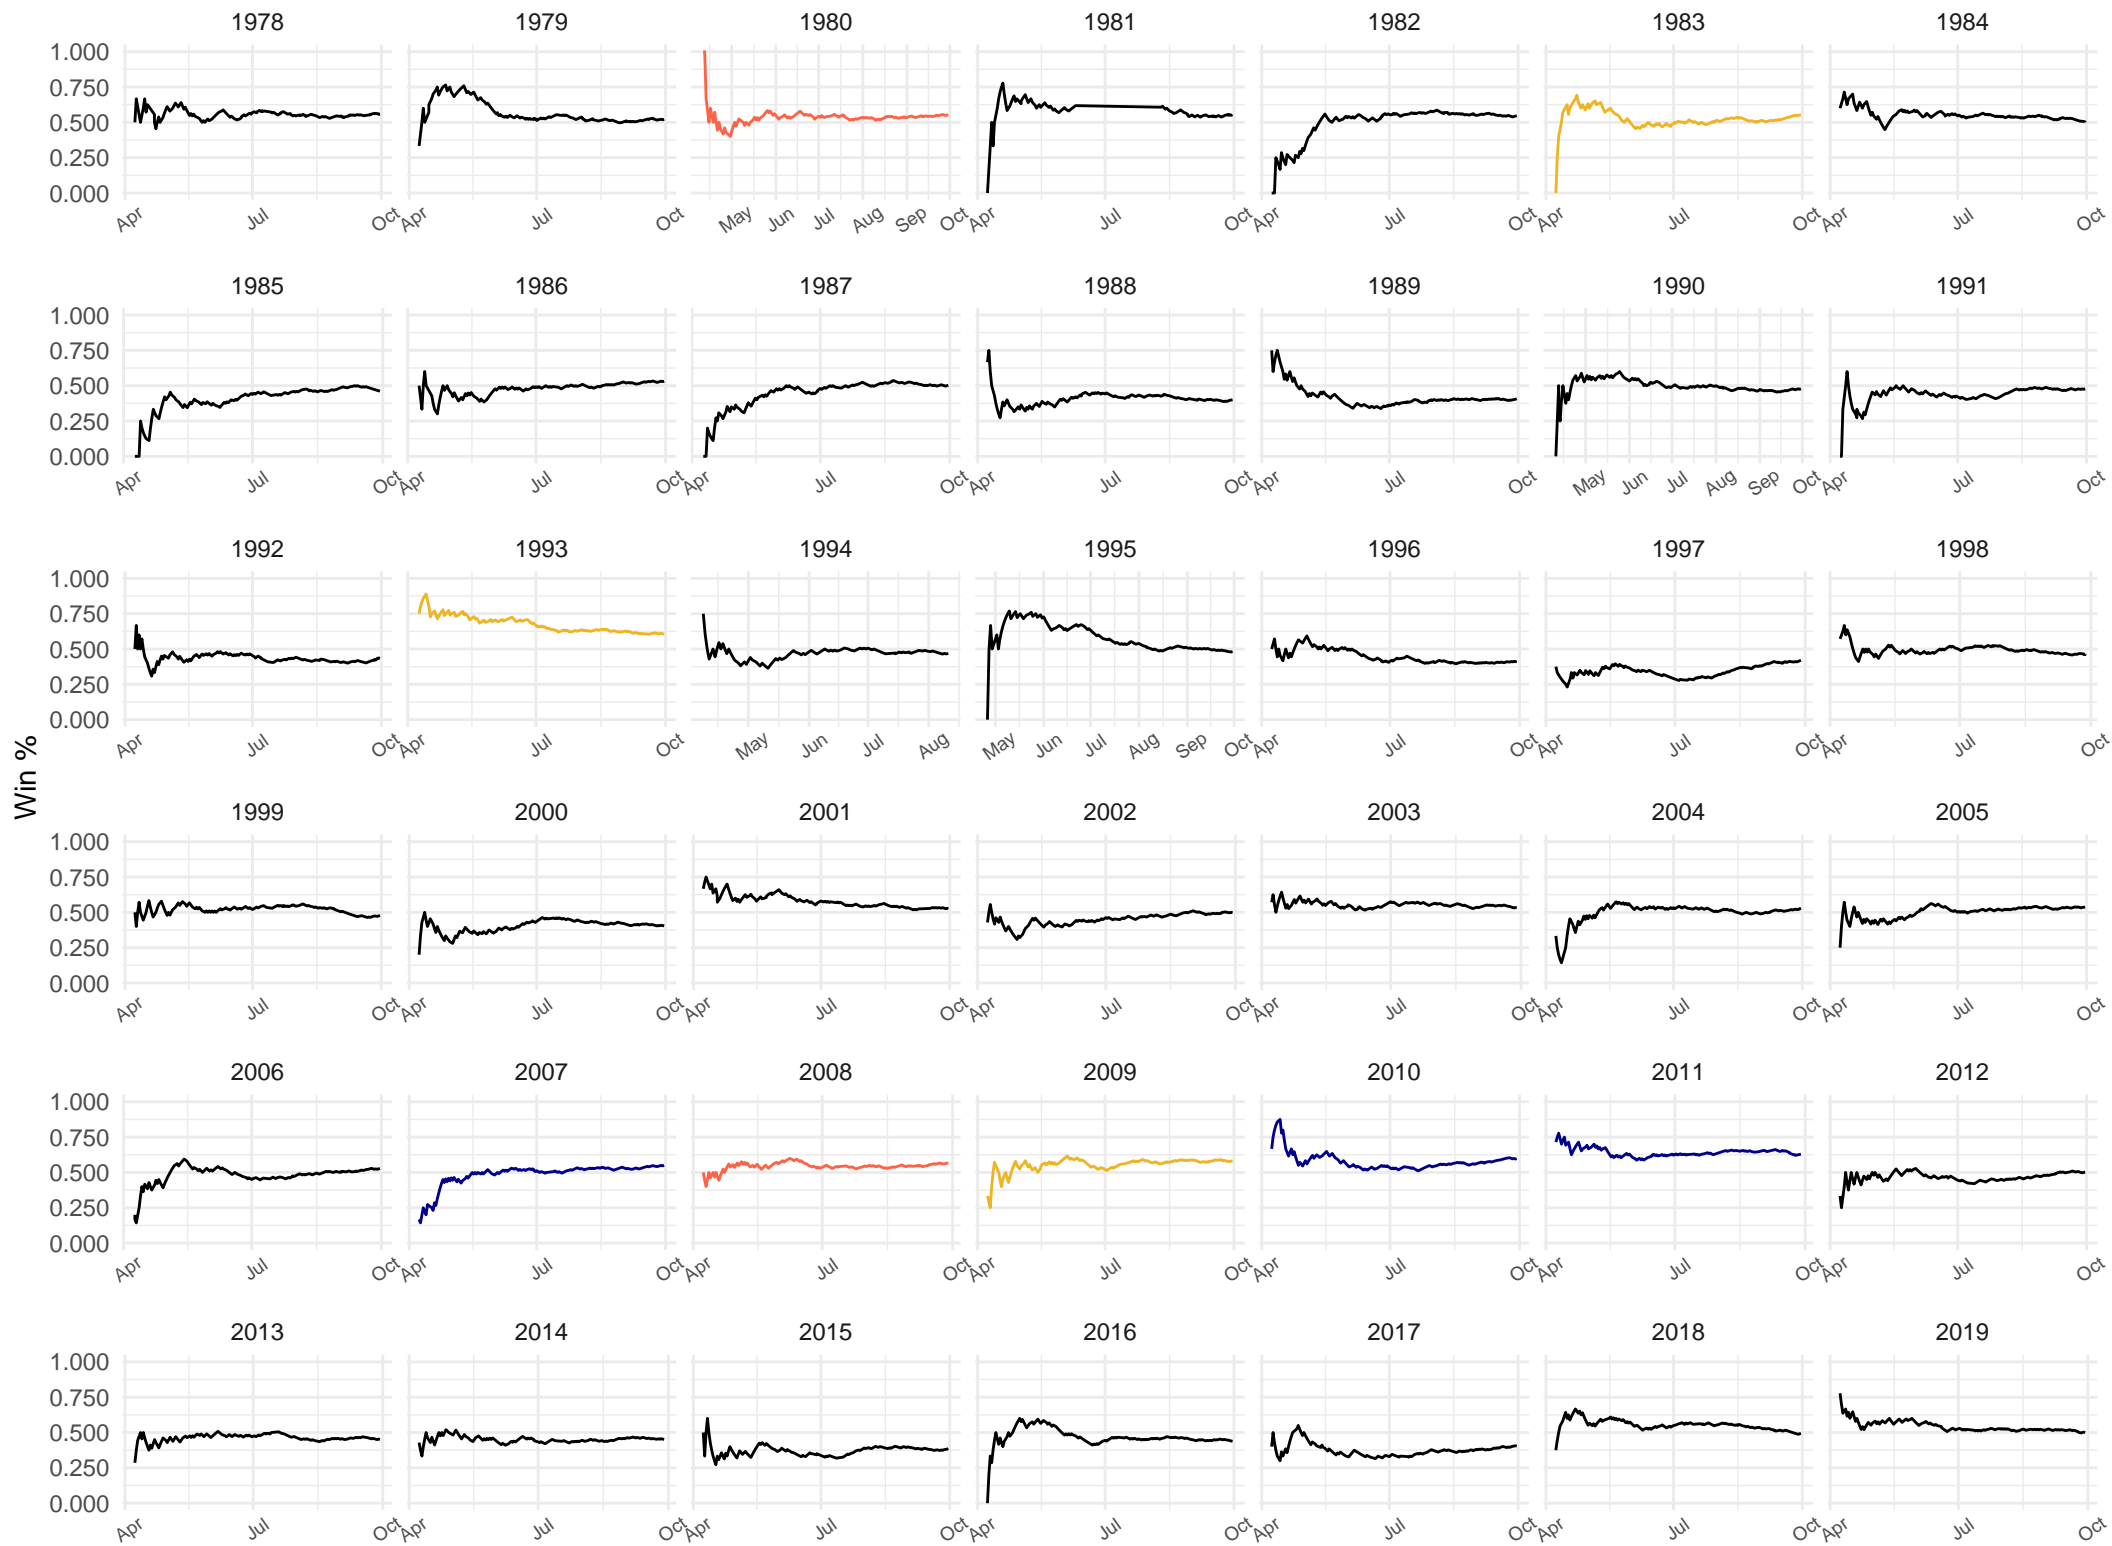 1978 1979 1980 1981 1982 1983 1984
1.000
0.750
0.500
0.250
0.000
Apr Jul Oct Apr Jul Oct May Jun Jul Aug Sep Oct Apr Jul Oct Apr Jul Oct Apr Jul Oct Apr Jul Oct
1985 1986 1987 1988 1989 1990 1991
1.000
0.750
0.500
0.250
0.000
Apr Jul Oct Apr Jul Oct Apr Jul Oct Apr Jul Oct Apr Jul Oct May Jun Jul Aug Sep Oct Apr Jul Oct
1992 1993 1994 1995 1996 1997 1998
1.000
0.750
0.500
0.250
0.000
Apr Jul Oct Apr Jul Oct May Jun Jul Aug May Jun Jul Aug Sep Oct Apr Jul Oct Apr Jul Oct Apr Jul Oct
Win %
1999 2000 2001 2002 2003 2004 2005
1.000
0.750
0.500
0.250
0.000
Apr Jul Oct Apr Jul Oct Apr Jul Oct Apr Jul Oct Apr Jul Oct Apr Jul Oct Apr Jul Oct
2006 2007 2008 2009 2010 2011 2012
1.000
0.750
0.500
0.250
0.000
Apr Jul Oct Apr Jul Oct Apr Jul Oct Apr Jul Oct Apr Jul Oct Apr Jul Oct Apr Jul Oct
2013 2014 2015 2016 2017 2018 2019
1.000
0.750
0.500
0.250
0.000
Apr Jul Oct Apr Jul Oct Apr Jul Oct Apr Jul Oct Apr Jul Oct Apr Jul Oct Apr Jul Oct